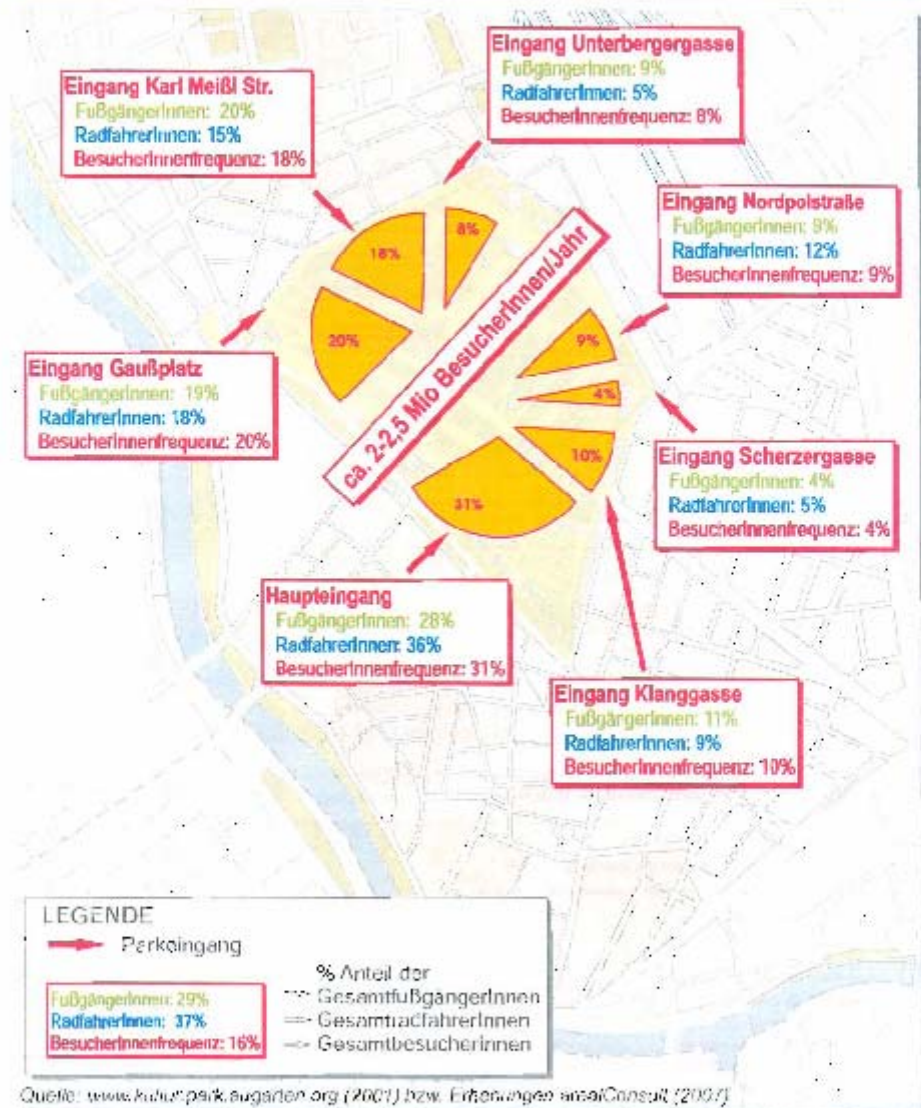 Eingang Unterbergergasse
FußgängerInnen: 9%
RadfahrerInnen: 5%
BesucherInnenfrequenz: 8%
Eingang Karl Meißl Str.
FußgängerInnen: 20%
RadfahrerInnen: 15%
BesucherInnenfrequenz: 18%
Eingang Nordpolstraße
FußgängerInnen: 9%
RadfahrerInnen: 12%
BesucherInnenfrequenz: 9%
8%
18%
20%
9%
4%
10%
31%
ca. 2-2,5 Mio BesucherInnen/Jahr
Eingang Gaußplatz
FußgängerInnen: 19%
RadfahrerInnen: 18%
BesucherInnenfrequenz: 20%
Eingang Scherzergasse
FußgängerInnen: 4%
RadfahrerInnen: 5%
BesucherInnenfrequenz: 4%
Haupteingang
FußgängerInnen: 28%
RadfahrerInnen: 36%
BesucherInnenfrequenz: 31%
Eingang Klanggasse
FußgängerInnen: 11%
RadfahrerInnen: 9%
BesucherInnenfrequenz: 10%
LEGENDE
Parkeingang
FußgängerInnen: 29%
RadfahrerInnen: 37%
BesucherInnenfrequenz: 16%
% Anteil der
GesamtfußgängerInnen
GesamtradfahrerInnen
GesamtbesucherInnen
Quelle: www.kulturpark.augarten.org (2001) bzw. Erhebungen arealConsult (2007)